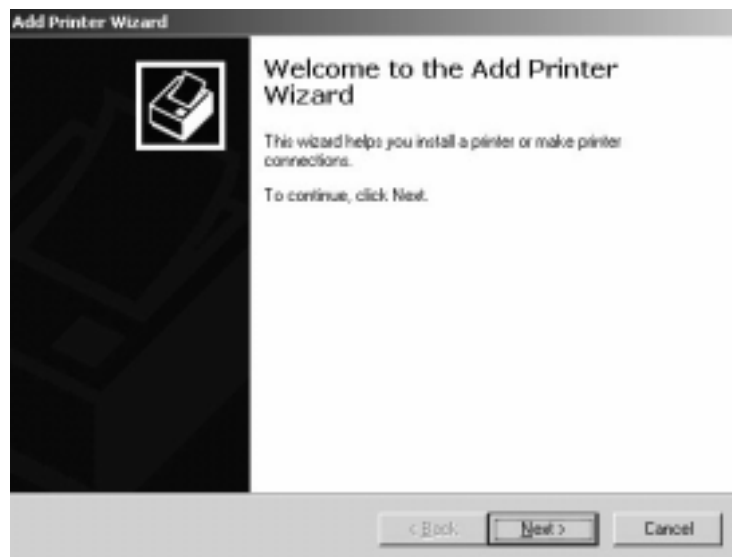 Add Printer Wizard
Welcome to the Add Printer
Wizard
This wizard helps you install a printer or make printer
connections.
To continue, click Next.
< Back
Next >
Cancel